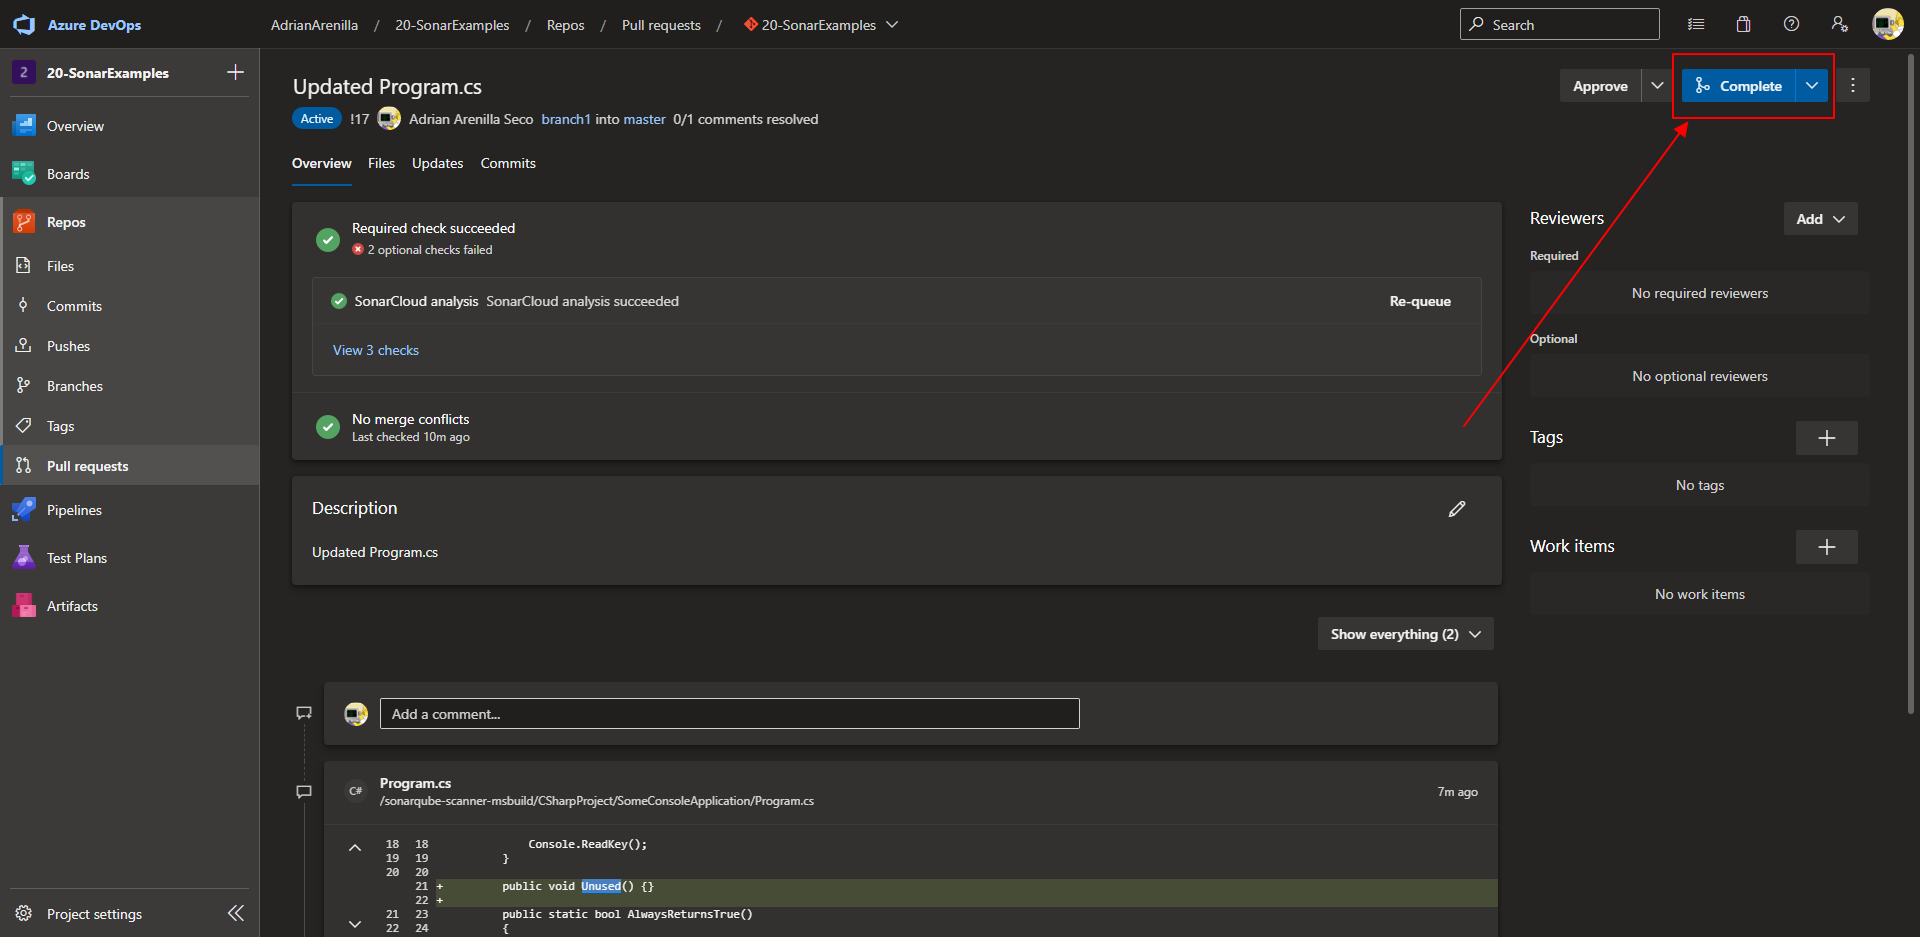 Azure DevOps
AdrianArenilla / 20-SonarExamples / Repos / Pull requests / 20-SonarExamples
Search
2 20-SonarExamples
Overview
Boards
Repos
Files
Commits
Pushes
Branches
Tags
Pull requests
Pipelines
Test Plans
Artifacts
Project settings
Updated Program.cs
Approve
Complete
Active !17 Adrian Arenilla Seco branch1 into master 0/1 comments resolved
Overview Files Updates Commits
Required check succeeded
2 optional checks failed
SonarCloud analysis SonarCloud analysis succeeded Re-queue
View 3 checks
No merge conflicts
Last checked 10m ago
Description
Updated Program.cs
Show everything (2)
Add a comment...
C# Program.cs
/sonarqube-scanner-msbuild/CSharpProject/SomeConsoleApplication/Program.cs
7m ago
18 18 Console.ReadKey();
19 19 }
20 20
21 + public void Unused() {}
22 +
21 23 public static bool AlwaysReturnsTrue()
22 24 {
Reviewers Add
Required
No required reviewers
Optional
No optional reviewers
Tags
No tags
Work items
No work items